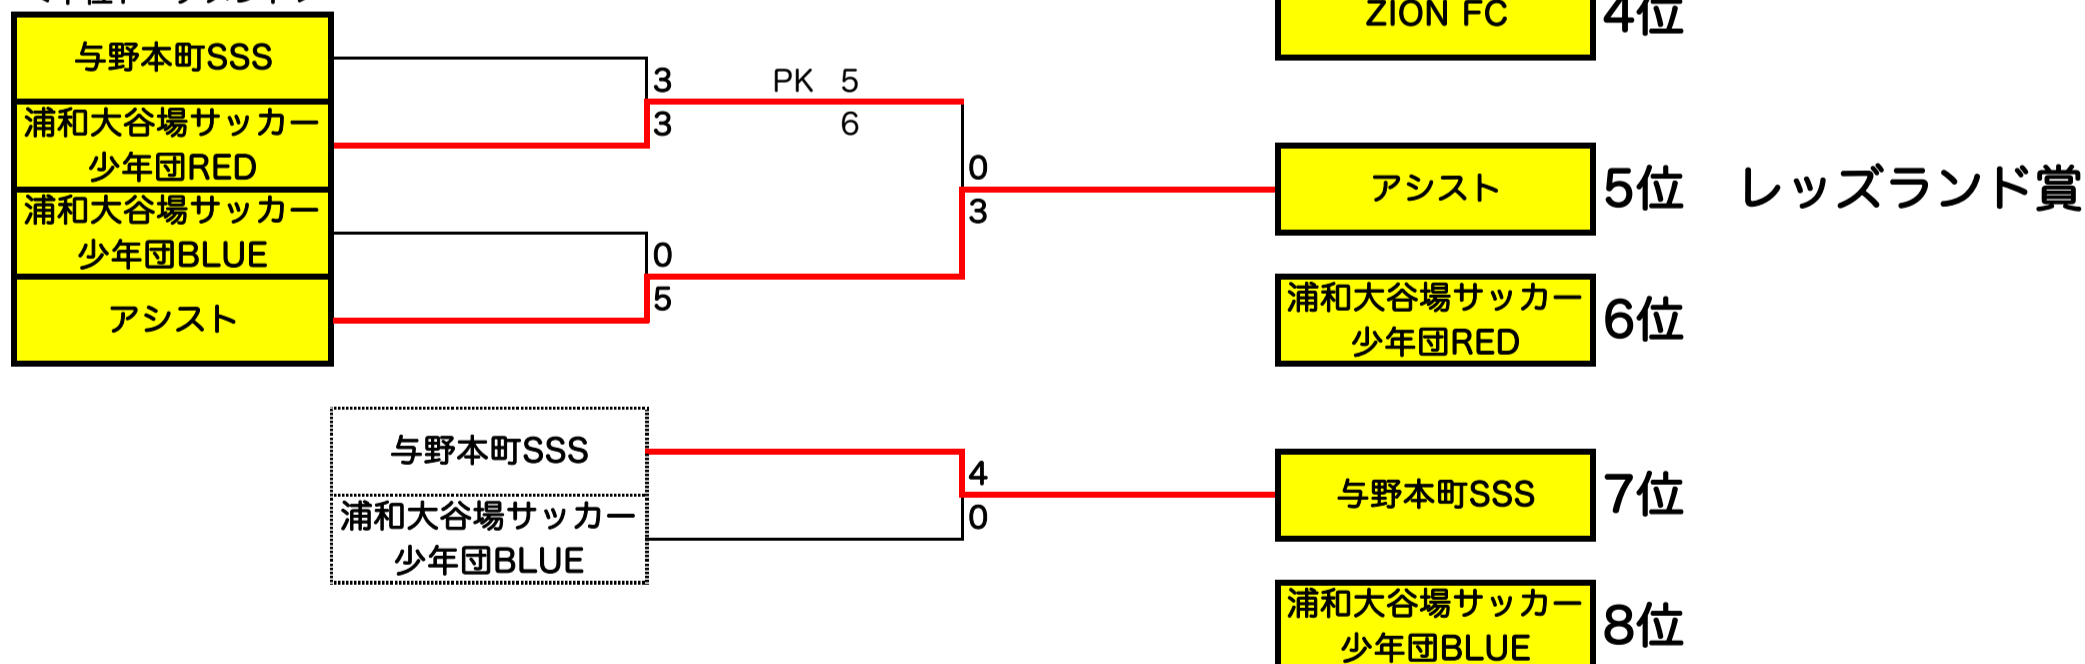 ZION FC
4位
与野本町SSS
浦和大谷場サッカー
少年団RED
浦和大谷場サッカー
少年団BLUE
アシスト
3
3
PK 5
6
0
5
0
3
アシスト
5位 レッズランド賞
浦和大谷場サッカー
少年団RED
6位
与野本町SSS
浦和大谷場サッカー
少年団BLUE
4
0
与野本町SSS
7位
浦和大谷場サッカー
少年団BLUE
8位